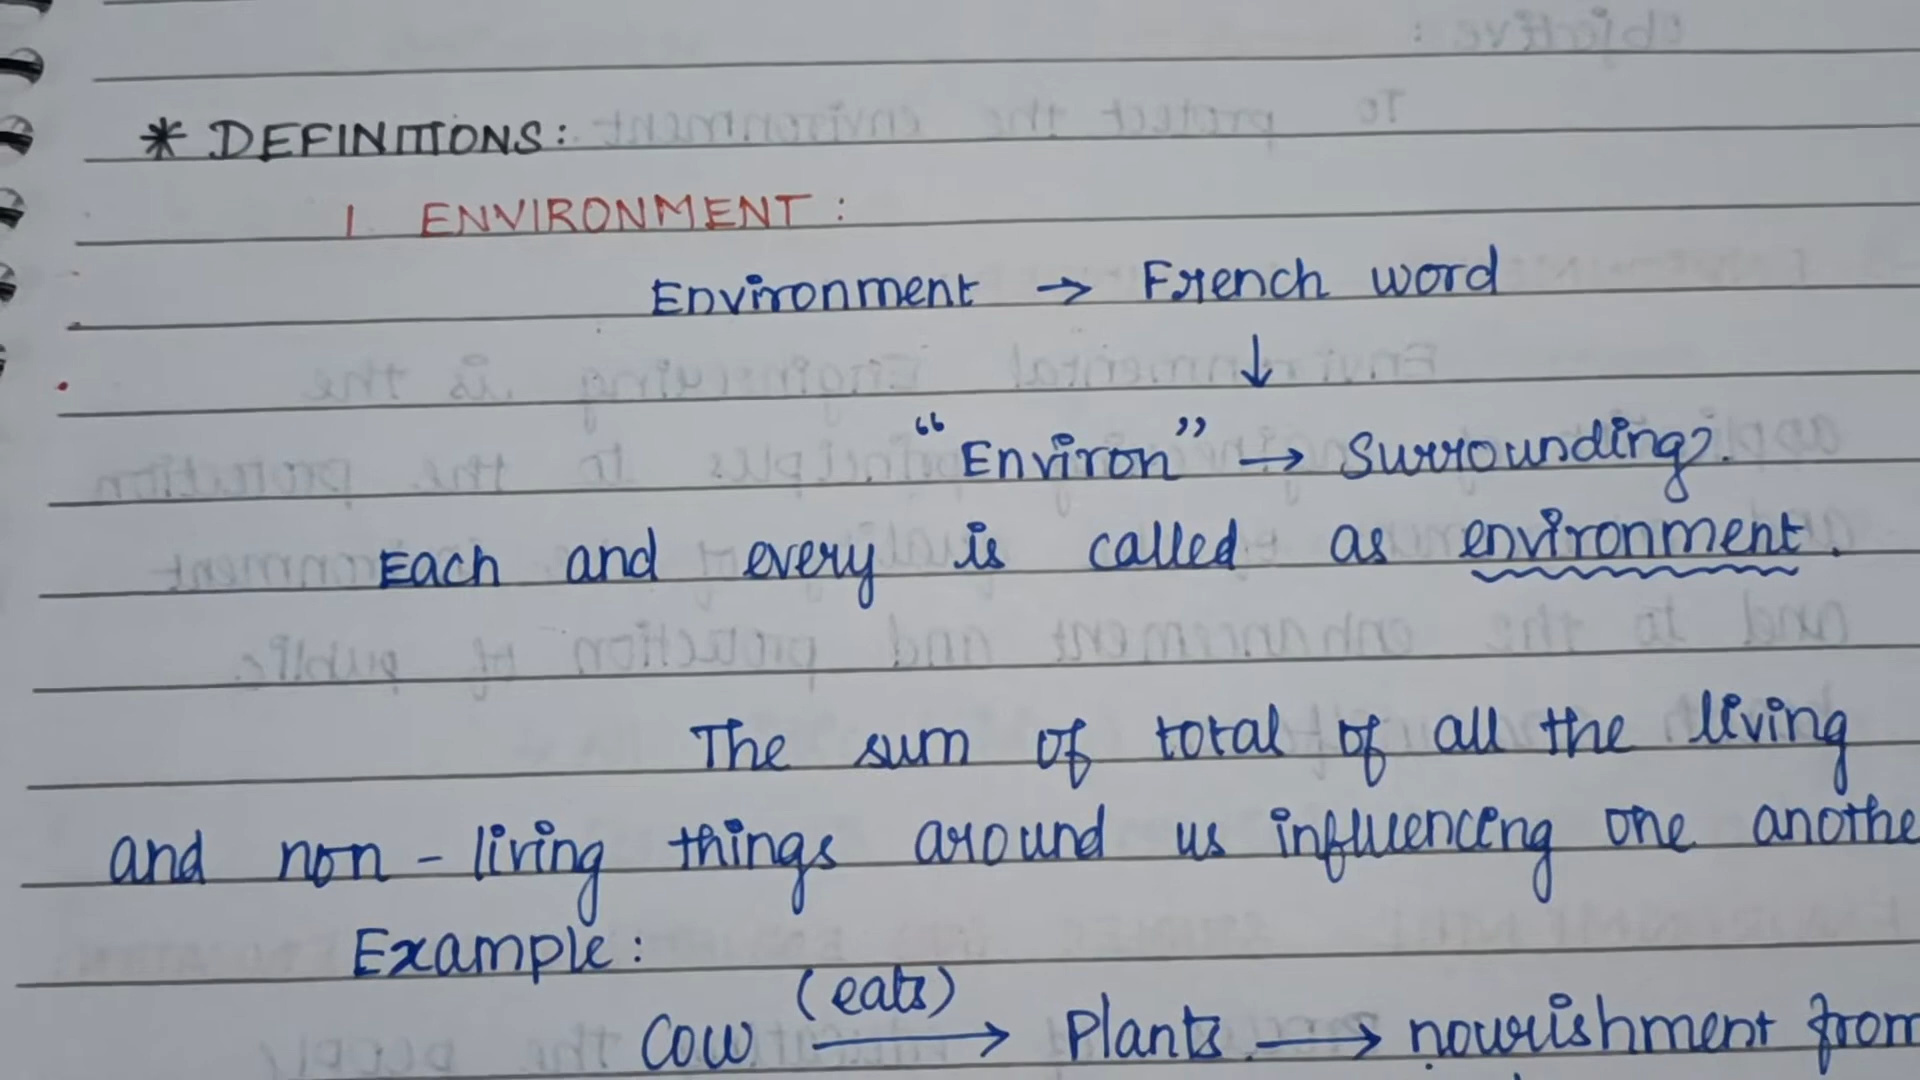 * DEFINITIONS:
1 ENVIRONMENT:
Environment → French word
↓
"Environ" → Surroundings.
Each and every is called as environment.
The sum of total of all the living
and non-living things around us influencing one anothe
Example:
(eats)
Cow → Plants → nourishment from